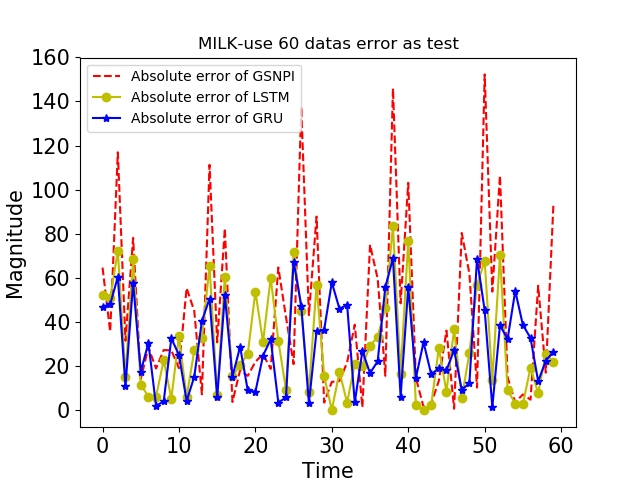 MILK-use 60 datas error as test
Absolute error of GSNPI
Absolute error of LSTM
Absolute error of GRU
Magnitude
160
140
120
100
80
60
40
20
0
0 10 20 30 40 50 60
Time